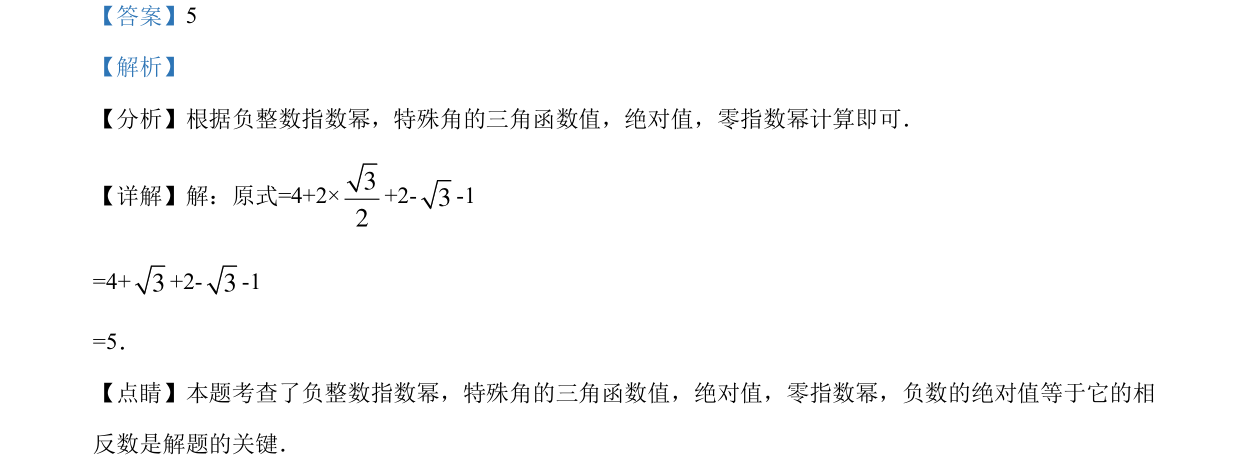 【答案】5
【解析】
【分析】根据负整数指数幂，特殊角的三角函数值，绝对值，零指数幂计算即可．
【详解】解：原式=4+2×√3/2+2-√3-1
=4+√3+2-√3-1
=5．
【点睛】本题考查了负整数指数幂，特殊角的三角函数值，绝对值，零指数幂，负数的绝对值等于它的相
反数是解题的关键．